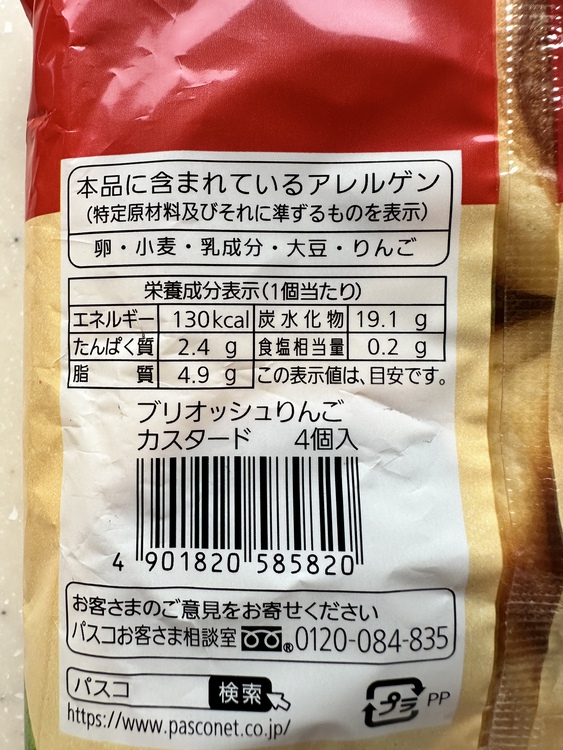 本品に含まれているアレルゲン
(特定原材料及びそれに準ずるものを表示)
卵・小麦・乳成分・大豆・りんご
栄養成分表示(1個当たり)
エネルギー 130kcal 炭水化物 19.1 g
たんぱく質 2.4 g 食塩相当量 0.2 g
脂質 4.9 g この表示値は、目安です。
ブリオッシュりんご
カスタード 4個入
4 901820 585820
お客さまのご意見をお寄せください
パスコお客さま相談室 ® 0120-084-835
パスコ 検索
https://www.pasconet.co.jp/
プラ PP